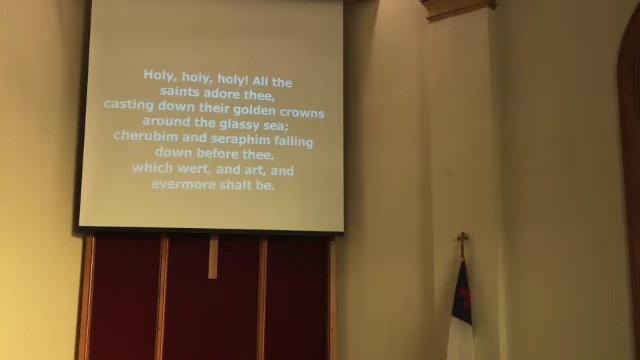 Holy, holy, holy! All the
saints adore thee,
casting down their golden crowns
around the glassy sea;
cherubim and seraphim falling
down before thee,
which wert, and art, and
evermore shalt be.